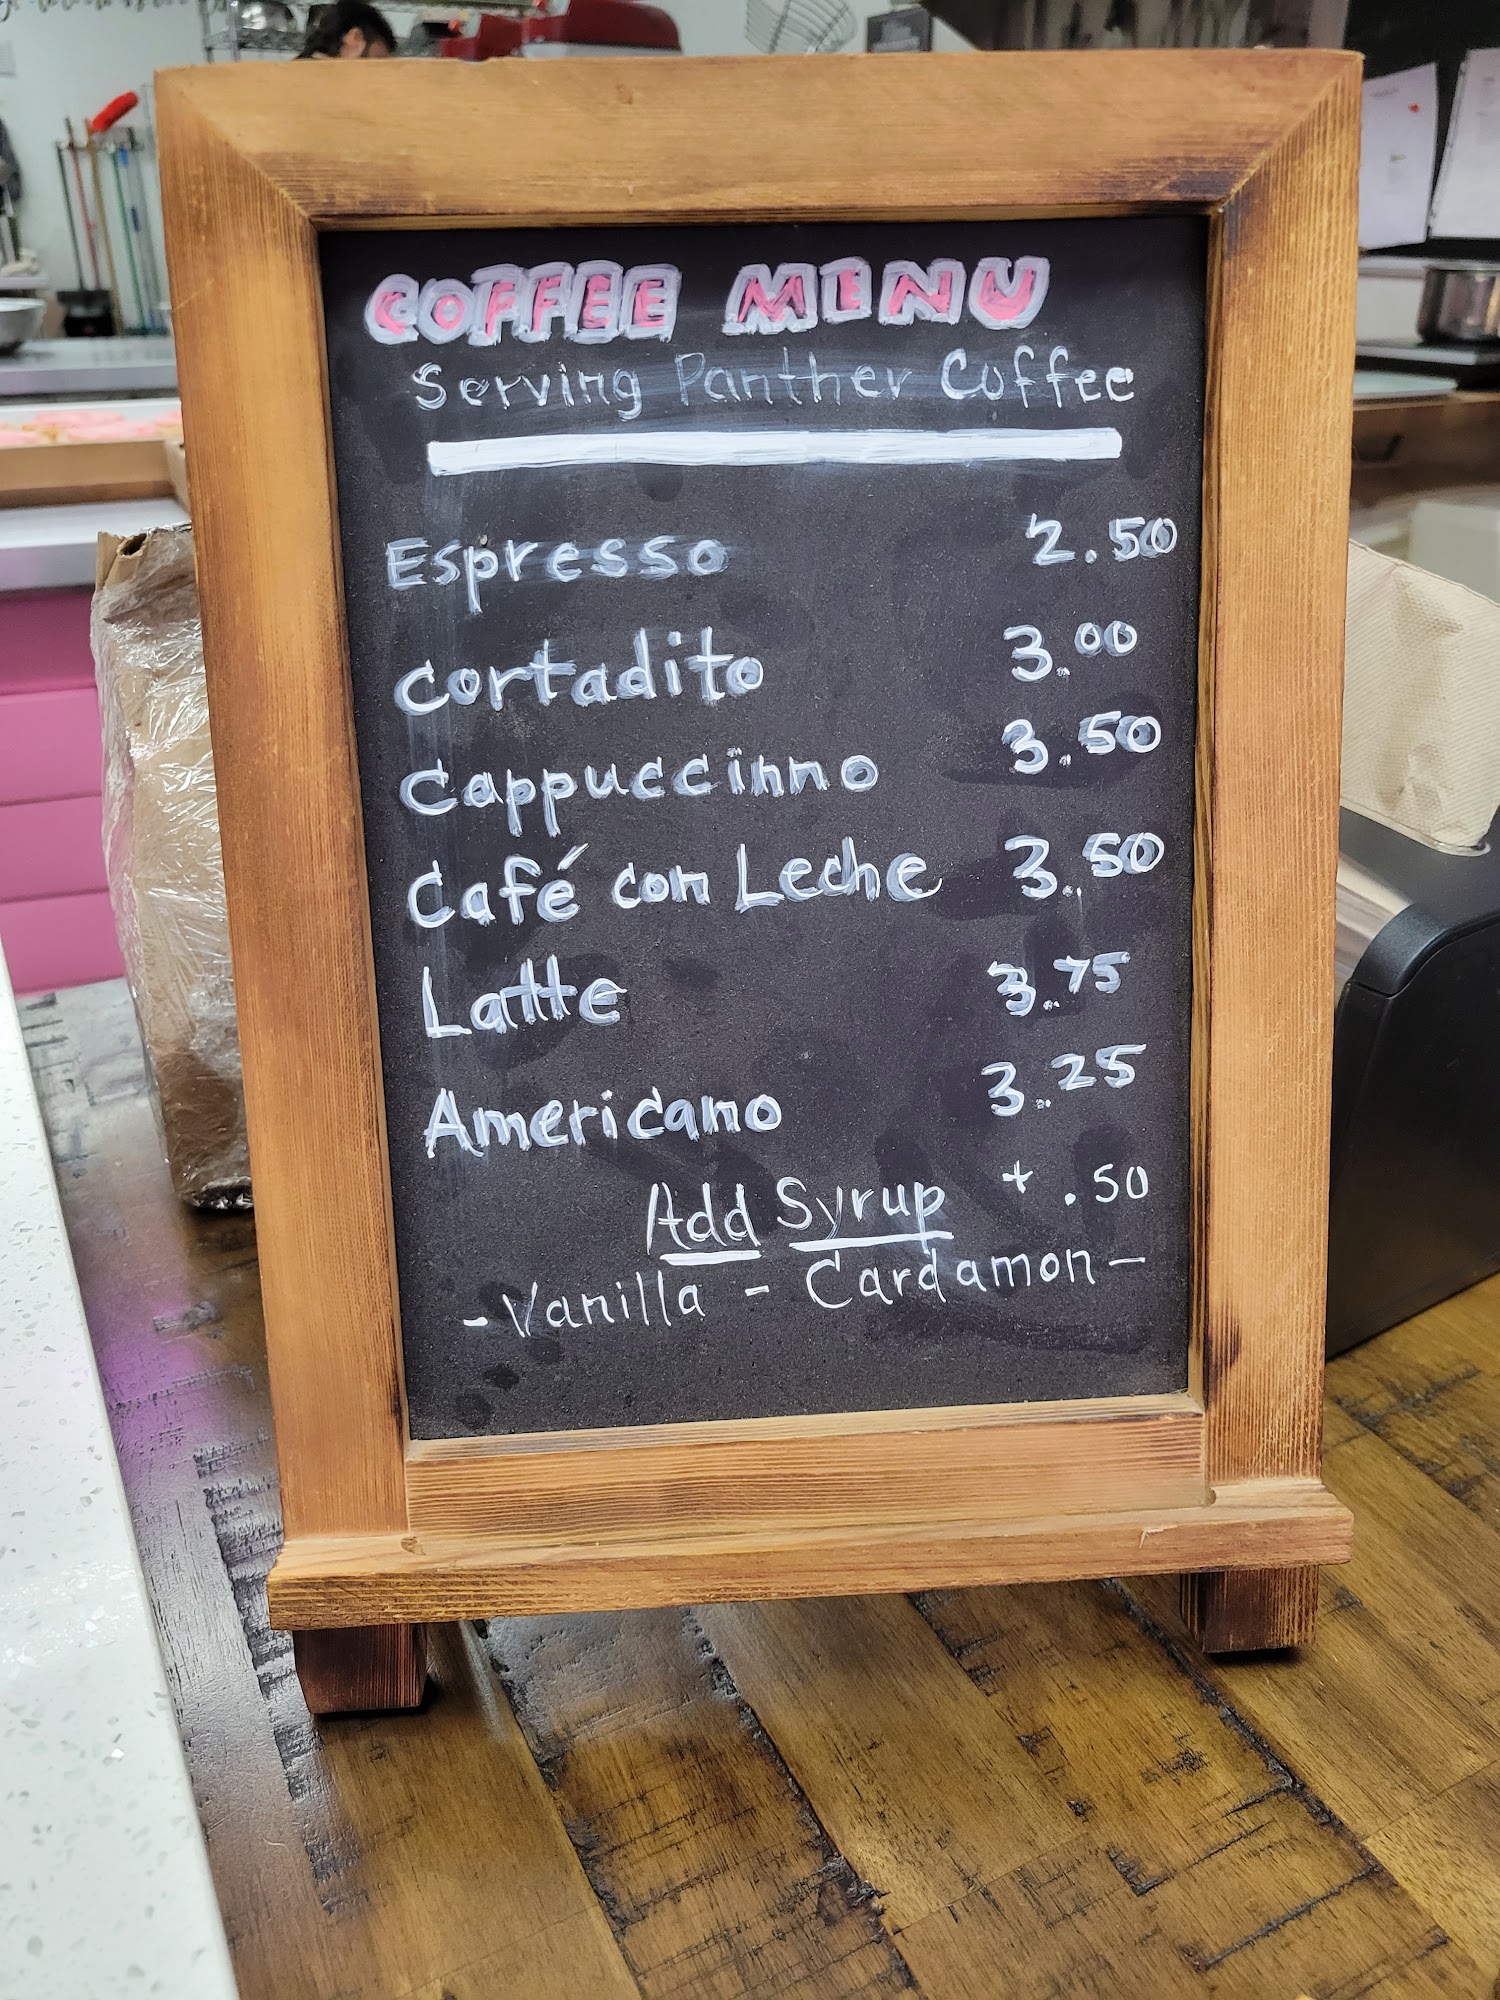 COFFEE MENU
Serving Panther Coffee
Espresso 2.50
Cortadito 3.00
Cappuccinno 3.50
Café con Leche 3.50
Latte 3.75
Americano 3.25
Add Syrup + .50
- Vanilla - Cardamon -